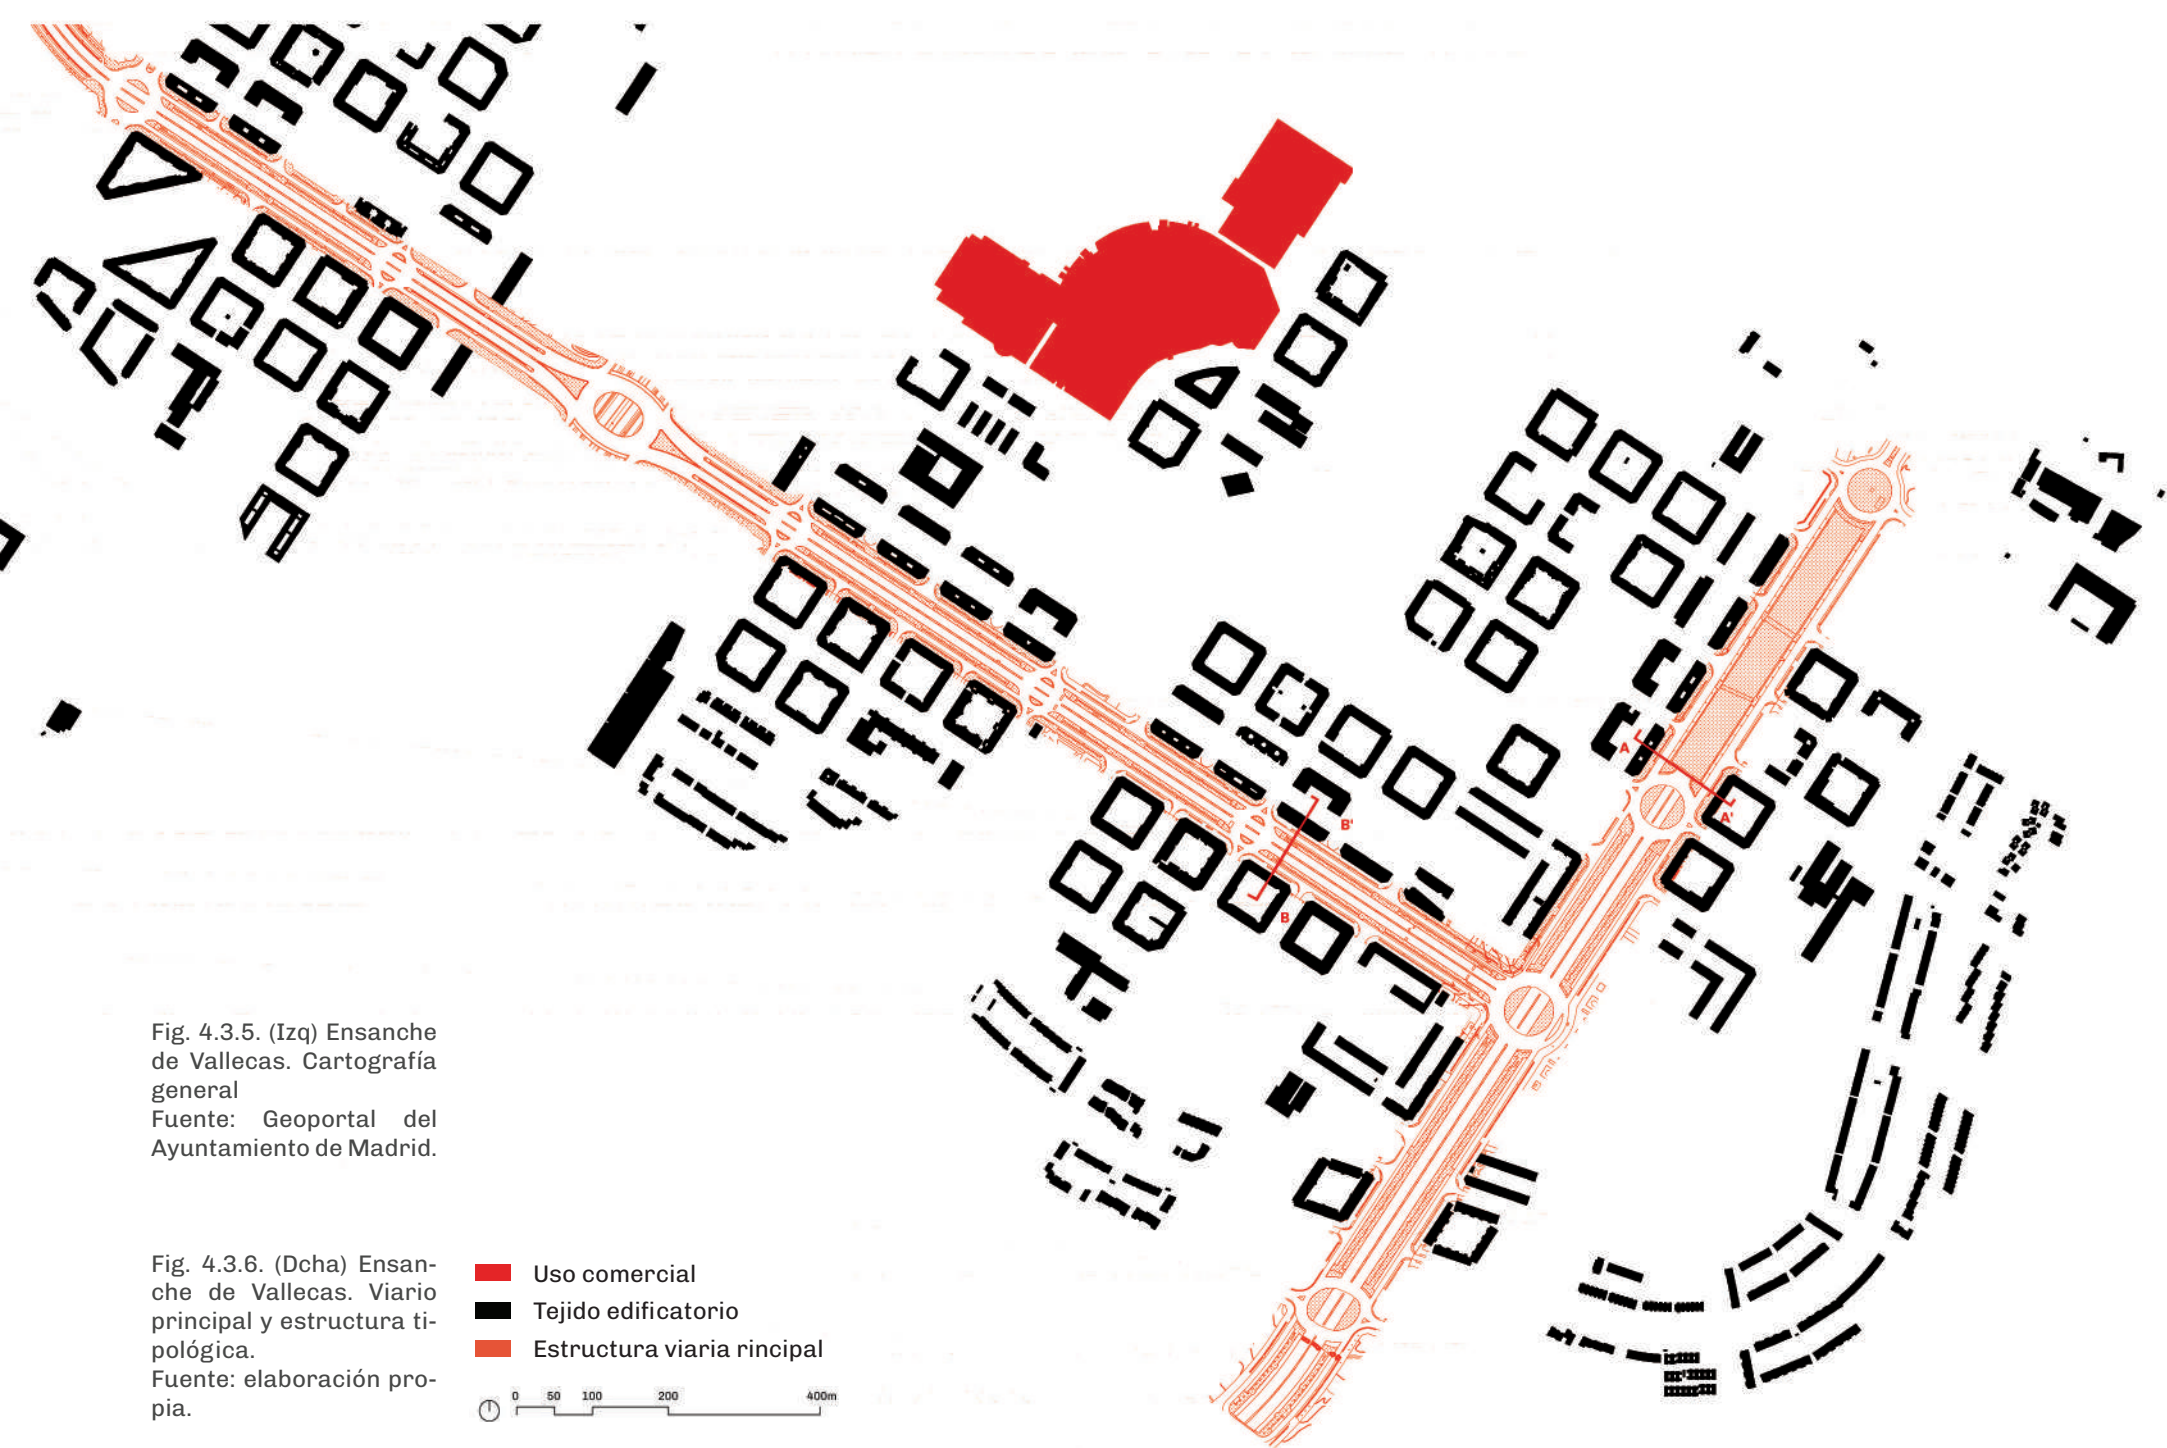 A
A'
B'
B
Fig. 4.3.5. (Izq) Ensanche
de Vallecas. Cartografía
general
Fuente: Geoportal del
Ayuntamiento de Madrid.
Fig. 4.3.6. (Dcha) Ensan-
che de Vallecas. Viario
principal y estructura ti-
pológica.
Fuente: elaboración pro-
pia.
Uso comercial
Tejido edificatorio
Estructura viaria rincipal
0 50 100 200 400m